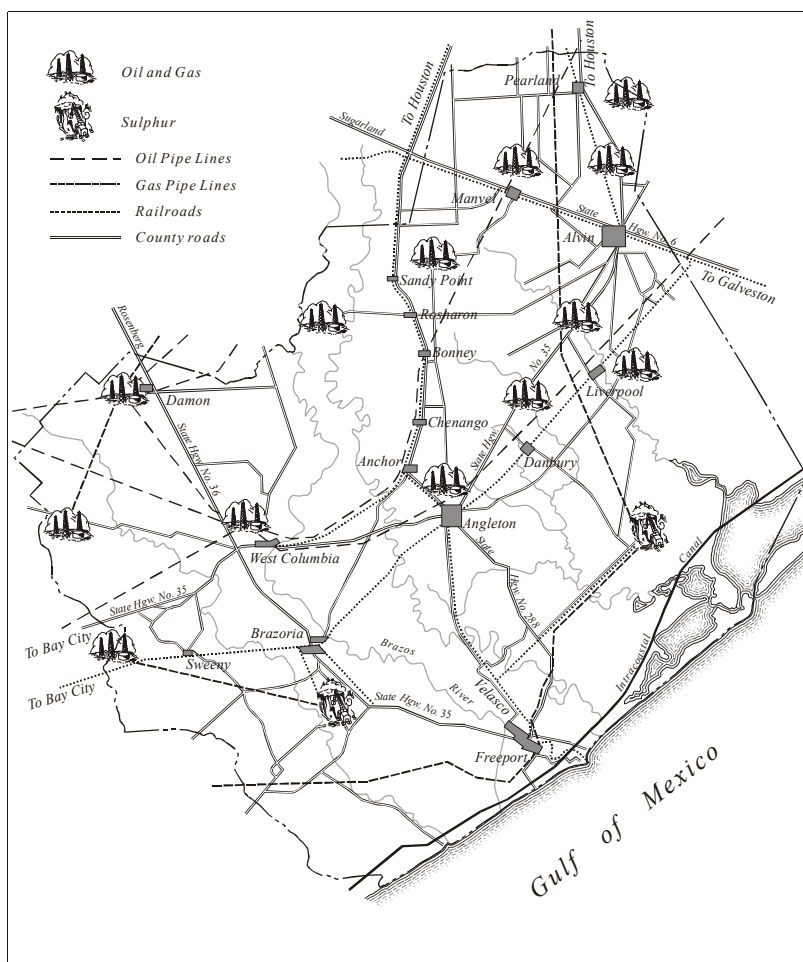 Oil and Gas
Sulphur
Oil Pipe Lines
Gas Pipe Lines
Railroads
County roads
To Houston
To Houston
Pearland
Sugarland
Manvel
State
Hgw. No. 6
Alvin
To Galveston
Sandy Point
Rosharon
Rosenberg
Bonney
No. 35
Liverpool
Damon
Chenango
State Hgw. No. 36
State Hgw.
Danbury
Anchor
Angleton
West Columbia
State
Hgw. No. 288
Canal
State Hgw. No. 35
To Bay City
Brazoria
Brazos
Intracoastal
Sweeny
To Bay City
River
Velasco
State Hgw. No. 35
Freeport
Gulf of Mexico